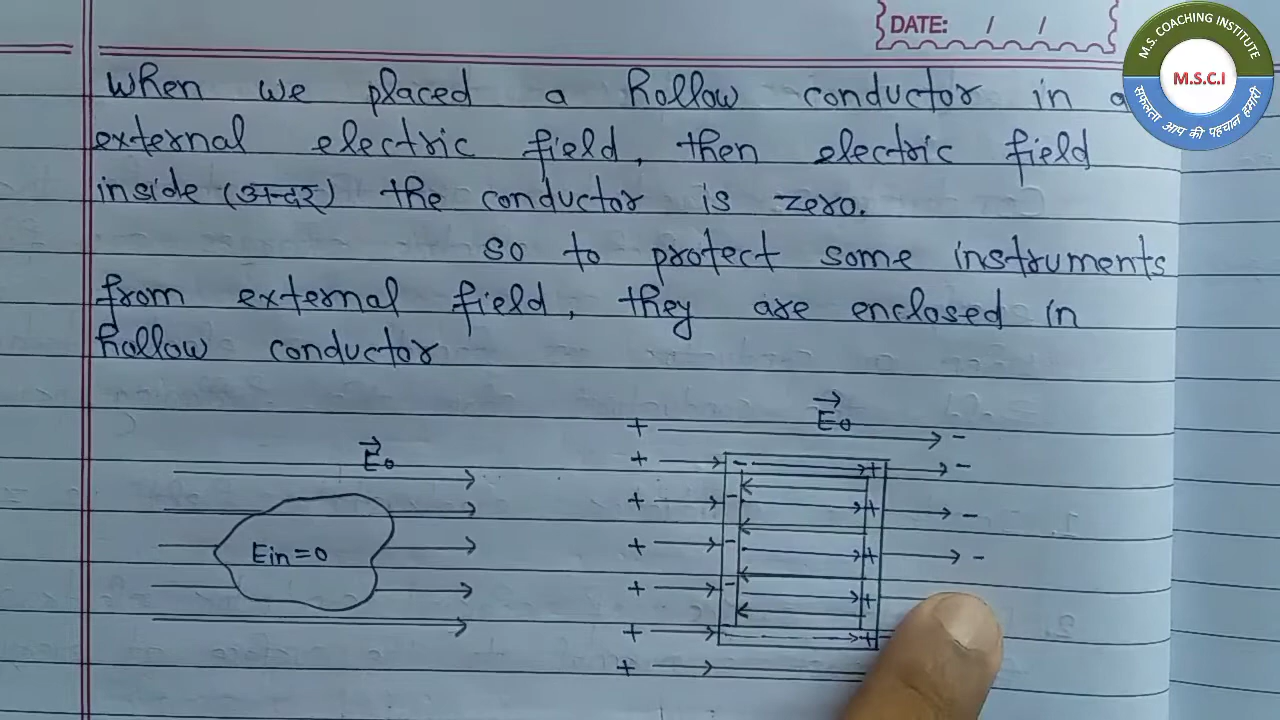 DATE: / /
M.S. COACHING INSTITUTE
M.S.C.I
सफलता आप की पहचान हमारी
When we placed a hollow conductor in a
external electric field, then electric field
inside (अन्दर) the conductor is zero.
so to protect some instruments
from external field, they are enclosed in
hollow conductor
E₀
E₀
Ein = 0
+ -
+ - + -
+ - + -
+ - + -
+ - +
+ +
+